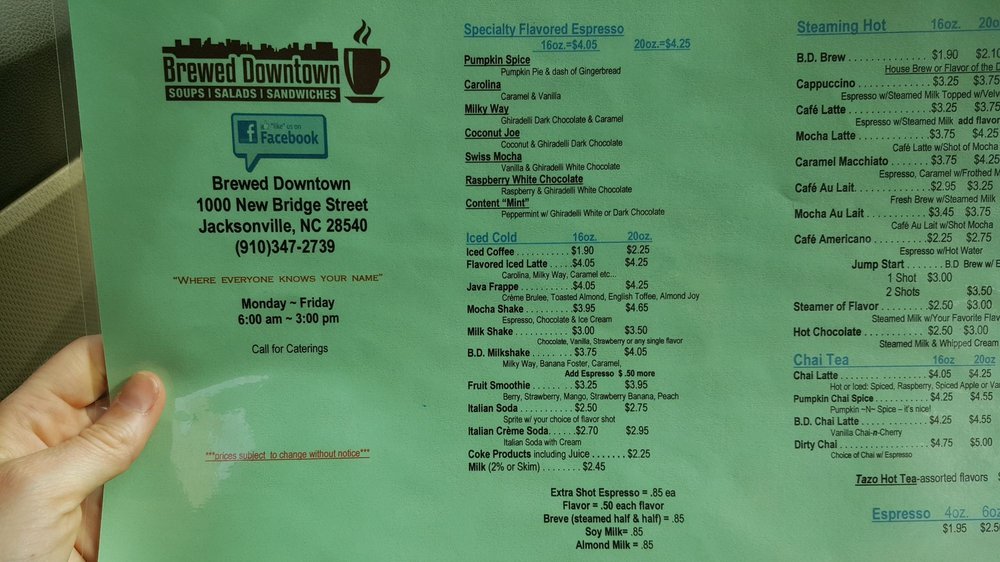 Brewed Downtown
SOUPS | SALADS | SANDWICHES
"like" us on
Facebook
Brewed Downtown
1000 New Bridge Street
Jacksonville, NC 28540
(910)347-2739
"WHERE EVERYONE KNOWS YOUR NAME"
Monday ~ Friday
6:00 am ~ 3:00 pm
Call for Caterings
***prices subject to change without notice***
Specialty Flavored Espresso
16oz.=$4.05 20oz.=$4.25
Pumpkin Spice
Pumpkin Pie & dash of Gingerbread
Carolina
Caramel & Vanilla
Milky Way
Ghiradelli Dark Chocolate & Caramel
Coconut Joe
Coconut & Ghiradelli Dark Chocolate
Swiss Mocha
Vanilla & Ghiradelli White Chocolate
Raspberry White Chocolate
Raspberry & Ghiradelli White Chocolate
Content "Mint"
Peppermint w/ Ghiradelli White or Dark Chocolate
Iced Cold 16oz. 20oz.
Iced Coffee . . . . . . . . . . . $1.90 $2.25
Flavored Iced Latte . . . . .$4.05 $4.25
Carolina, Milky Way, Caramel etc...
Java Frappe . . . . . . . . . . .$4.05 $4.25
Crème Brulee, Toasted Almond, English Toffee, Almond Joy
Mocha Shake . . . . . . . . . . $3.95 $4.65
Espresso, Chocolate & Ice Cream
Milk Shake . . . . . . . . . . . . $3.00 $3.50
Chocolate, Vanilla, Strawberry or any single flavor
B.D. Milkshake . . . . . . . . . $3.75 $4.05
Milky Way, Banana Foster, Caramel,
Add Espresso $ .50 more
Fruit Smoothie . . . . . . . . . $3.25 $3.95
Berry, Strawberry, Mango, Strawberry Banana, Peach
Italian Soda . . . . . . . . . . . $2.50 $2.75
Sprite w/ your choice of flavor shot
Italian Crème Soda. . . . . .$2.70 $2.95
Italian Soda with Cream
Coke Products including Juice . . . . . . . $2.25
Milk (2% or Skim) . . . . . . . . $2.45
Extra Shot Espresso = .85 ea
Flavor = .50 each flavor
Breve (steamed half & half) = .85
Soy Milk= .85
Almond Milk = .85
Steaming Hot 16oz. 20o
B.D. Brew . . . . . . . . . . . . . $1.90 $2.10
House Brew or Flavor of the D
Cappuccino . . . . . . . . . . . . $3.25 $3.75
Espresso w/Steamed Milk Topped w/Velv
Café Latte . . . . . . . . . . . . . $3.25 $3.75
Espresso w/Steamed Milk add flavor
Mocha Latte . . . . . . . . . . . $3.75 $4.25
Café Latte w/Shot of Mocha
Caramel Macchiato . . . . . . . $3.75 $4.25
Espresso, Caramel w/Frothed M
Café Au Lait. . . . . . . . . . . . $2.95 $3.25
Fresh Brew w/Steamed Milk
Mocha Au Lait . . . . . . . . . . $3.45 $3.75
Café Au Lait w/Shot Mocha
Café Americano . . . . . . . . . $2.25 $2.75
Espresso w/Hot Water
Jump Start . . . . . . . B.D Brew w/ E
1 Shot $3.00
2 Shots $3.50
Steamer of Flavor . . . . . . . . $2.50 $3.00
Steamed Milk w/Your Favorite Flav
Hot Chocolate . . . . . . . . . . $2.50 $3.00
Steamed Milk & Whipped Cream
Chai Tea 16oz 20oz
Chai Latte . . . . . . . . . . . . . . $4.05 $4.25
Hot or Iced: Spiced, Raspberry, Spiced Apple or Va
Pumpkin Chai Spice . . . . . . . $4.25 $4.55
Pumpkin ~N~ Spice – it's nice!
B.D. Chai Latte . . . . . . . . . . . $4.25 $4.55
Vanilla Chai-n-Cherry
Dirty Chai . . . . . . . . . . . . . . $4.75 $5.00
Choice of Chai w/ Espresso
Tazo Hot Tea-assorted flavors $
Espresso 4oz. 6oz
$1.95 $2.5